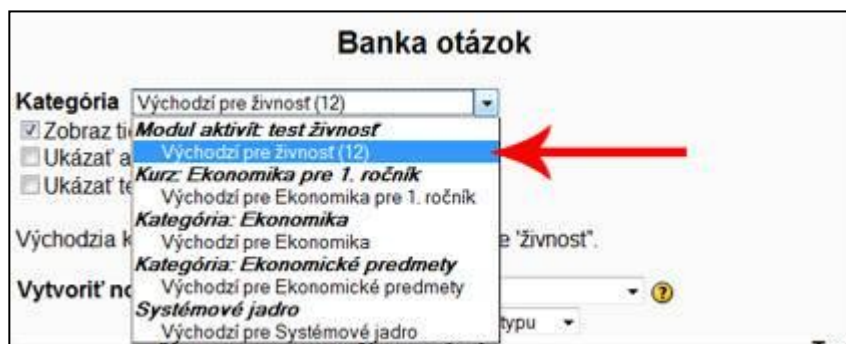 Banka otázok
Kategória Východzí pre živnosť (12)
Zobraz ti Modul aktivít: test živnosť
Ukázať a Východzí pre živnosť (12)
Kurz: Ekonomika pre 1. ročník
Ukázať te Východzí pre Ekonomika pre 1. ročník
Kategória: Ekonomika
Východzia k Východzí pre Ekonomika e 'živnosť".
Kategória: Ekonomické predmety
Vytvoriť no Východzí pre Ekonomické predmety
Systémové jadro
Východzí pre Systémové jadro typu